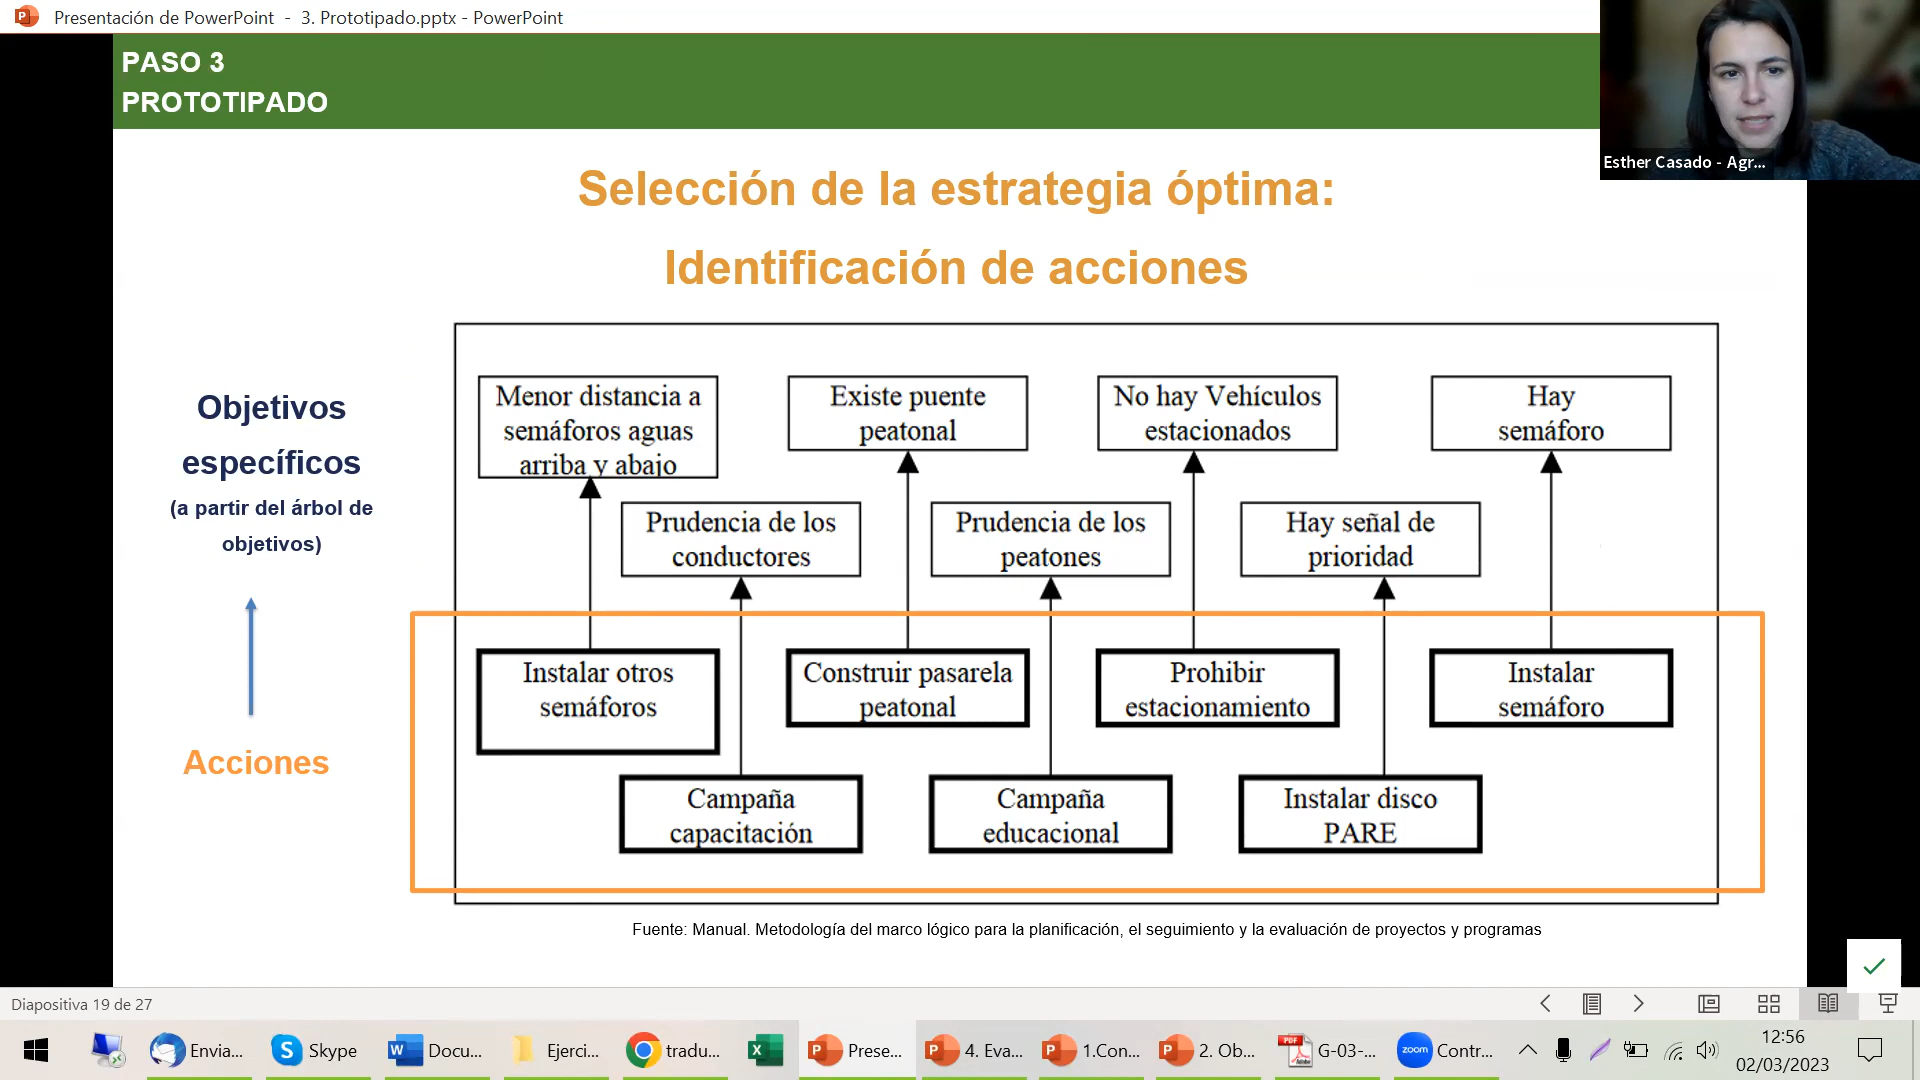 Presentación de PowerPoint - 3. Prototipado.pptx - PowerPoint
PASO 3
PROTOTIPADO
Esther Casado - Agr...
Selección de la estrategia óptima:
Identificación de acciones
Objetivos
específicos
(a partir del árbol de
objetivos)
Acciones
Menor distancia a
semáforos aguas
arriba y abajo
Existe puente
peatonal
No hay Vehículos
estacionados
Hay
semáforo
Prudencia de los
conductores
Prudencia de los
peatones
Hay señal de
prioridad
Instalar otros
semáforos
Construir pasarela
peatonal
Prohibir
estacionamiento
Instalar
semáforo
Campaña
capacitación
Campaña
educacional
Instalar disco
PARE
Fuente: Manual. Metodología del marco lógico para la planificación, el seguimiento y la evaluación de proyectos y programas
Diapositiva 19 de 27
Envia...
Skype
Docu...
Ejerci...
tradu...
Prese...
4. Eva...
1.Con...
2. Ob...
PDF
G-03-...
zoom
Contr...
12:56
02/03/2023